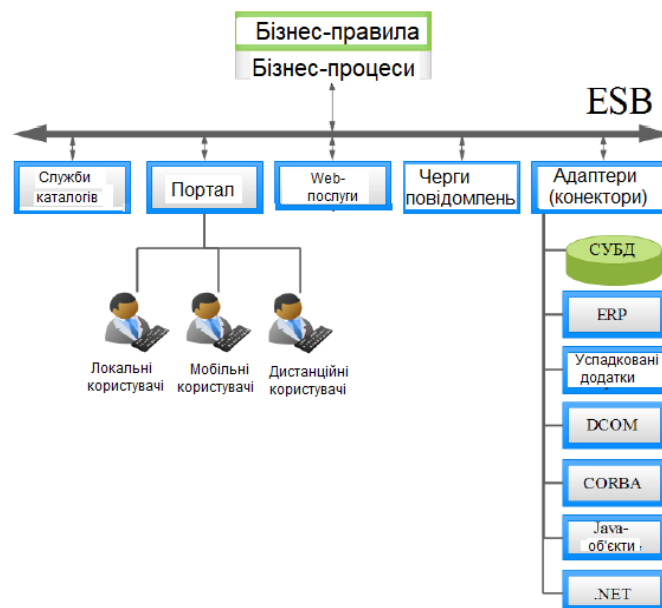 Бізнес-правила
Бізнес-процеси
ESB
Служби
каталогів
Портал
Web-
послуги
Черги
повідомлень
Адаптери
(конектори)
СУБД
ERP
Успадковані
додатки
DCOM
CORBA
Java-
об'єкти
.NET
Локальні
користувачі
Мобільні
користувачі
Дистанційні
користувачі